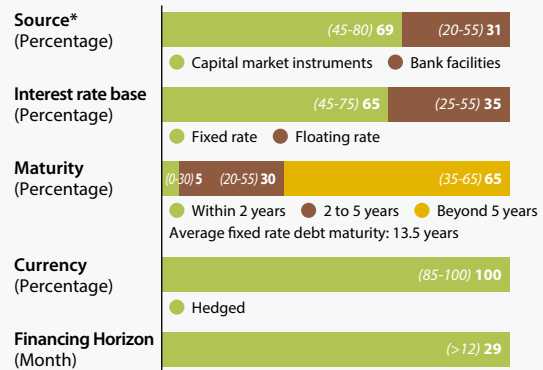 Source*
(Percentage)
(45-80) 69 (20-55) 31
Capital market instruments Bank facilities
Interest rate base
(Percentage)
(45-75) 65 (25-55) 35
Fixed rate Floating rate
Maturity
(Percentage)
(0-30) 5 (20-55) 30 (35-65) 65
Within 2 years 2 to 5 years Beyond 5 years
Average fixed rate debt maturity: 13.5 years
Currency
(Percentage)
(85-100) 100
Hedged
Financing Horizon
(Month)
(>12) 29